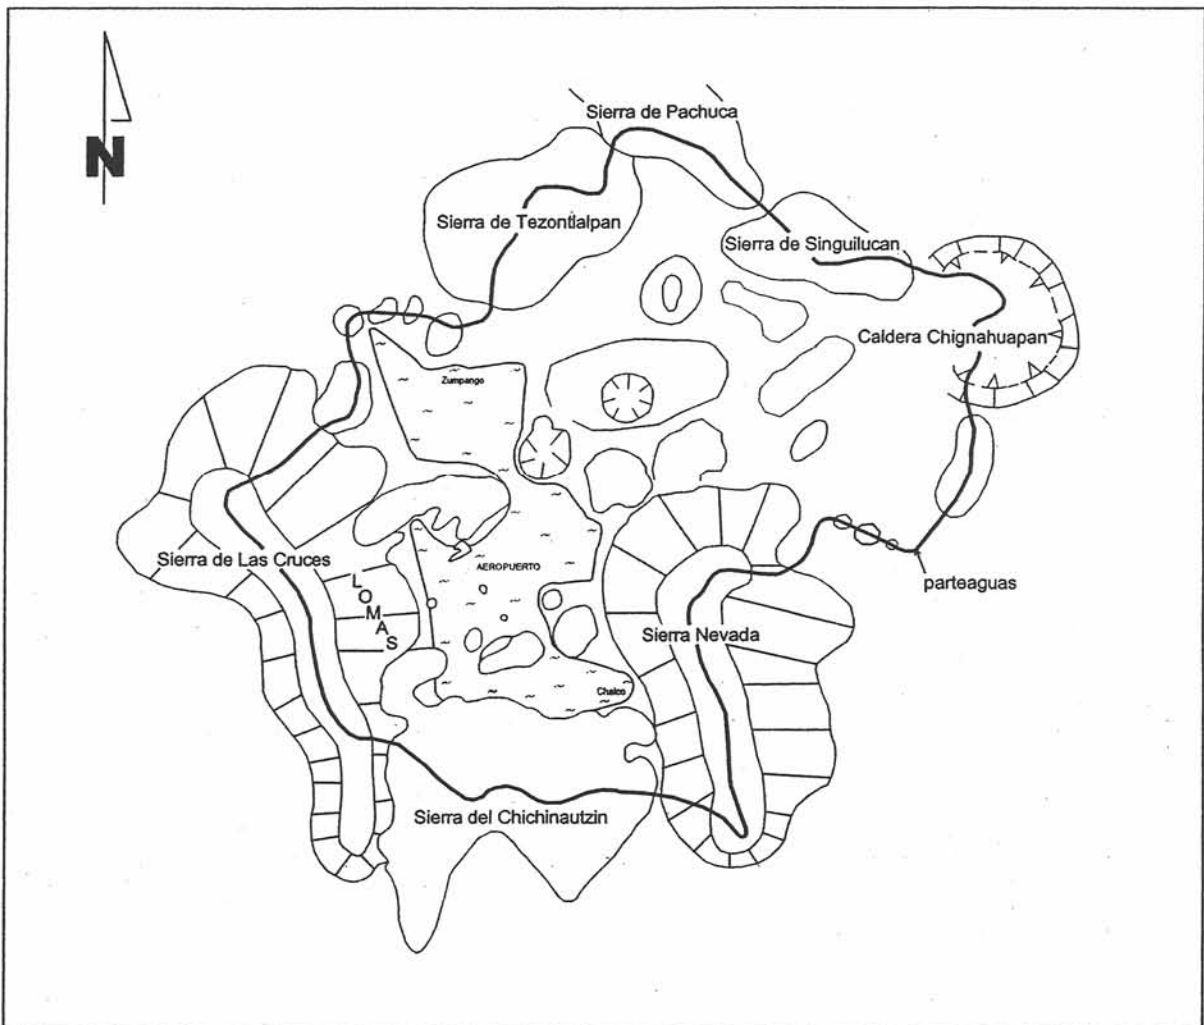 N
Sierra de Pachuca
Sierra de Tezontlalpan
Sierra de Singuilucan
Caldera Chignahuapan
Zumpango
Sierra de Las Cruces
AEROPUERTO
LOMAS
parteaguas
Sierra Nevada
Chalco
Sierra del Chichinautzin